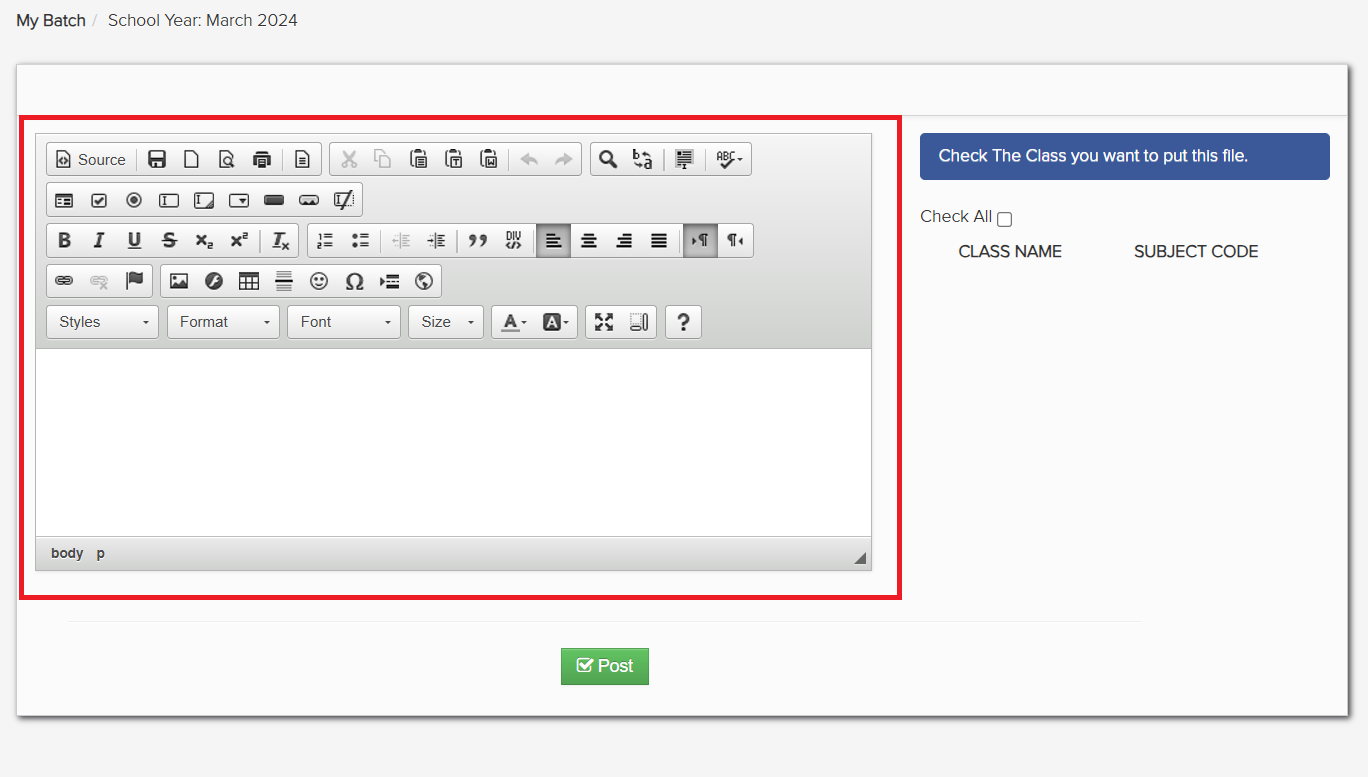 My Batch / School Year: March 2024
Source
Check The Class you want to put this file.
Check All
CLASS NAME SUBJECT CODE
Styles Format Font Size
body p
Post